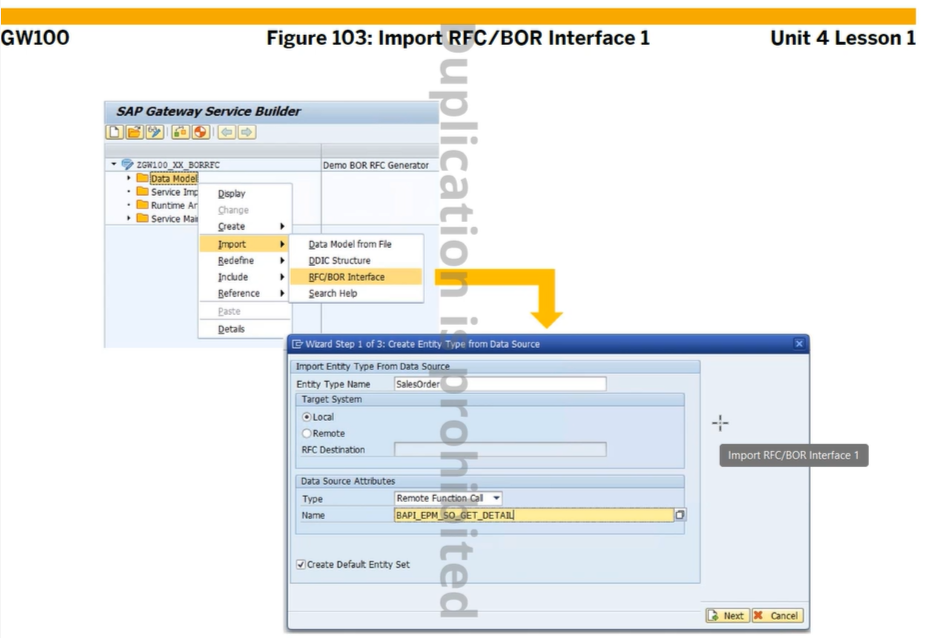 GW100 Figure 103: Import RFC/BOR Interface 1 Unit 4 Lesson 1
SAP Gateway Service Builder
ZGW100_XX_BORRFC Demo BOR RFC Generator
Data Model
Service Imp
Runtime Ar
Service Mai
Display
Change
Create
Import
Redefine
Include
Reference
Paste
Details
Data Model from File
DDIC Structure
RFC/BOR Interface
Search Help
Wizard Step 1 of 3: Create Entity Type from Data Source
Import Entity Type From Data Source
Entity Type Name SalesOrder
Target System
Local
Remote
RFC Destination
Data Source Attributes
Type Remote Function Call
Name BAPI_EPM_SO_GET_DETAIL
Create Default Entity Set
Next Cancel
Import RFC/BOR Interface 1
Duplication is prohibited